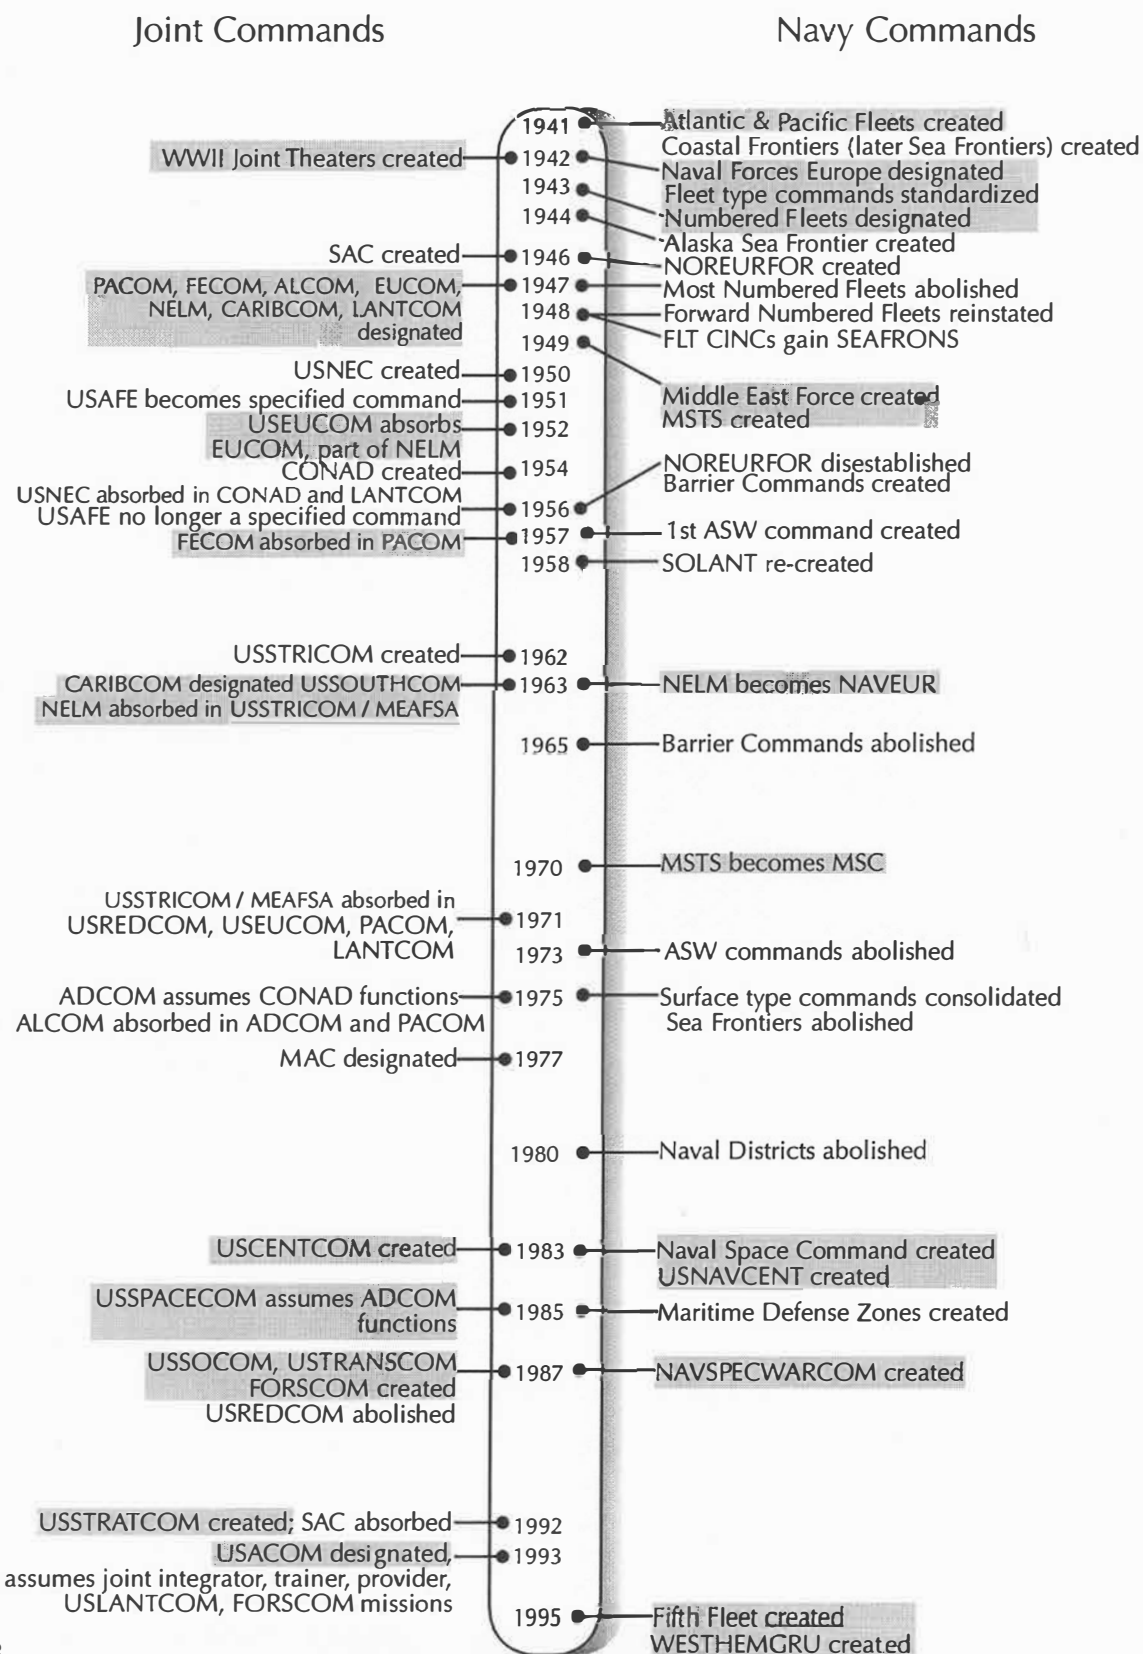 Joint Commands
Navy Commands
1941
Atlantic & Pacific Fleets created
Coastal Frontiers (later Sea Frontiers) created
WWII Joint Theaters created
1942
Naval Forces Europe designated
1943
Fleet type commands standardized
Numbered Fleets designated
1944
Alaska Sea Frontier created
SAC created
1946
NOREURFOR created
PACOM, FECOM, ALCOM, EUCOM,
NELM, CARIBCOM, LANTCOM
designated
1947
Most Numbered Fleets abolished
1948
Forward Numbered Fleets reinstated
FLT CINCs gain SEAFRONS
1949
Middle East Force created
MSTS created
USNEC created
1950
USAFE becomes specified command
1951
USEUCOM absorbs
EUCOM, part of NELM
1952
CONAD created
1954
NOREURFOR disestablished
Barrier Commands created
USNEC absorbed in CONAD and LANTCOM
USAFE no longer a specified command
1956
FECOM absorbed in PACOM
1957
1st ASW command created
1958
SOLANT re-created
USSTRICOM created
1962
CARIBCOM designated USSOUTHCOM
NELM absorbed in USSTRICOM / MEAFSA
1963
NELM becomes NAVEUR
1965
Barrier Commands abolished
1970
MSTS becomes MSC
USSTRICOM / MEAFSA absorbed in
USREDCOM, USEUCOM, PACOM,
LANTCOM
1971
1973
ASW commands abolished
ADCOM assumes CONAD functions
ALCOM absorbed in ADCOM and PACOM
1975
Surface type commands consolidated
Sea Frontiers abolished
MAC designated
1977
1980
Naval Districts abolished
USCENTCOM created
1983
Naval Space Command created
USNAVCENT created
USSPACECOM assumes ADCOM
functions
1985
Maritime Defense Zones created
USSOCOM, USTRANSCOM
FORSCOM created
USREDCOM abolished
1987
NAVSPECWARCOM created
USSTRATCOM created; SAC absorbed
1992
USACOM designated,
assumes joint integrator, trainer, provider,
USLANTCOM, FORSCOM missions
1993
1995
Fifth Fleet created
WESTHEMGRU created